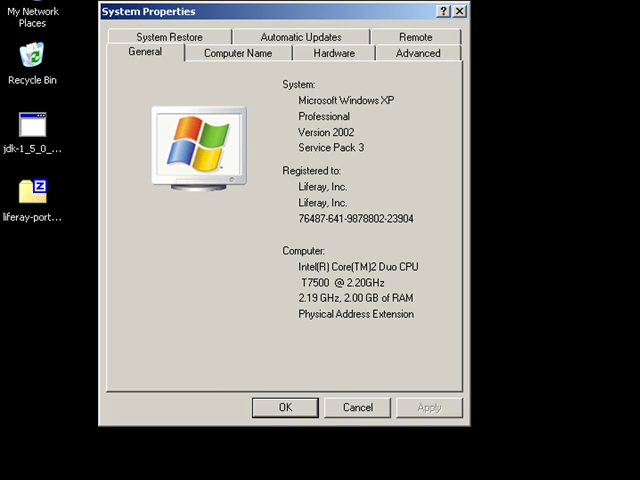 My Network
Places
Recycle Bin
jdk-1_5_0_...
liferay-port...
System Properties
System Restore
Automatic Updates
Remote
General
Computer Name
Hardware
Advanced
System:
Microsoft Windows XP
Professional
Version 2002
Service Pack 3
Registered to:
Liferay, Inc.
Liferay, Inc.
76487-641-9878802-23904
Computer:
Intel(R) Core(TM)2 Duo CPU
T7500 @ 2.20GHz
2.19 GHz, 2.00 GB of RAM
Physical Address Extension
OK
Cancel
Apply